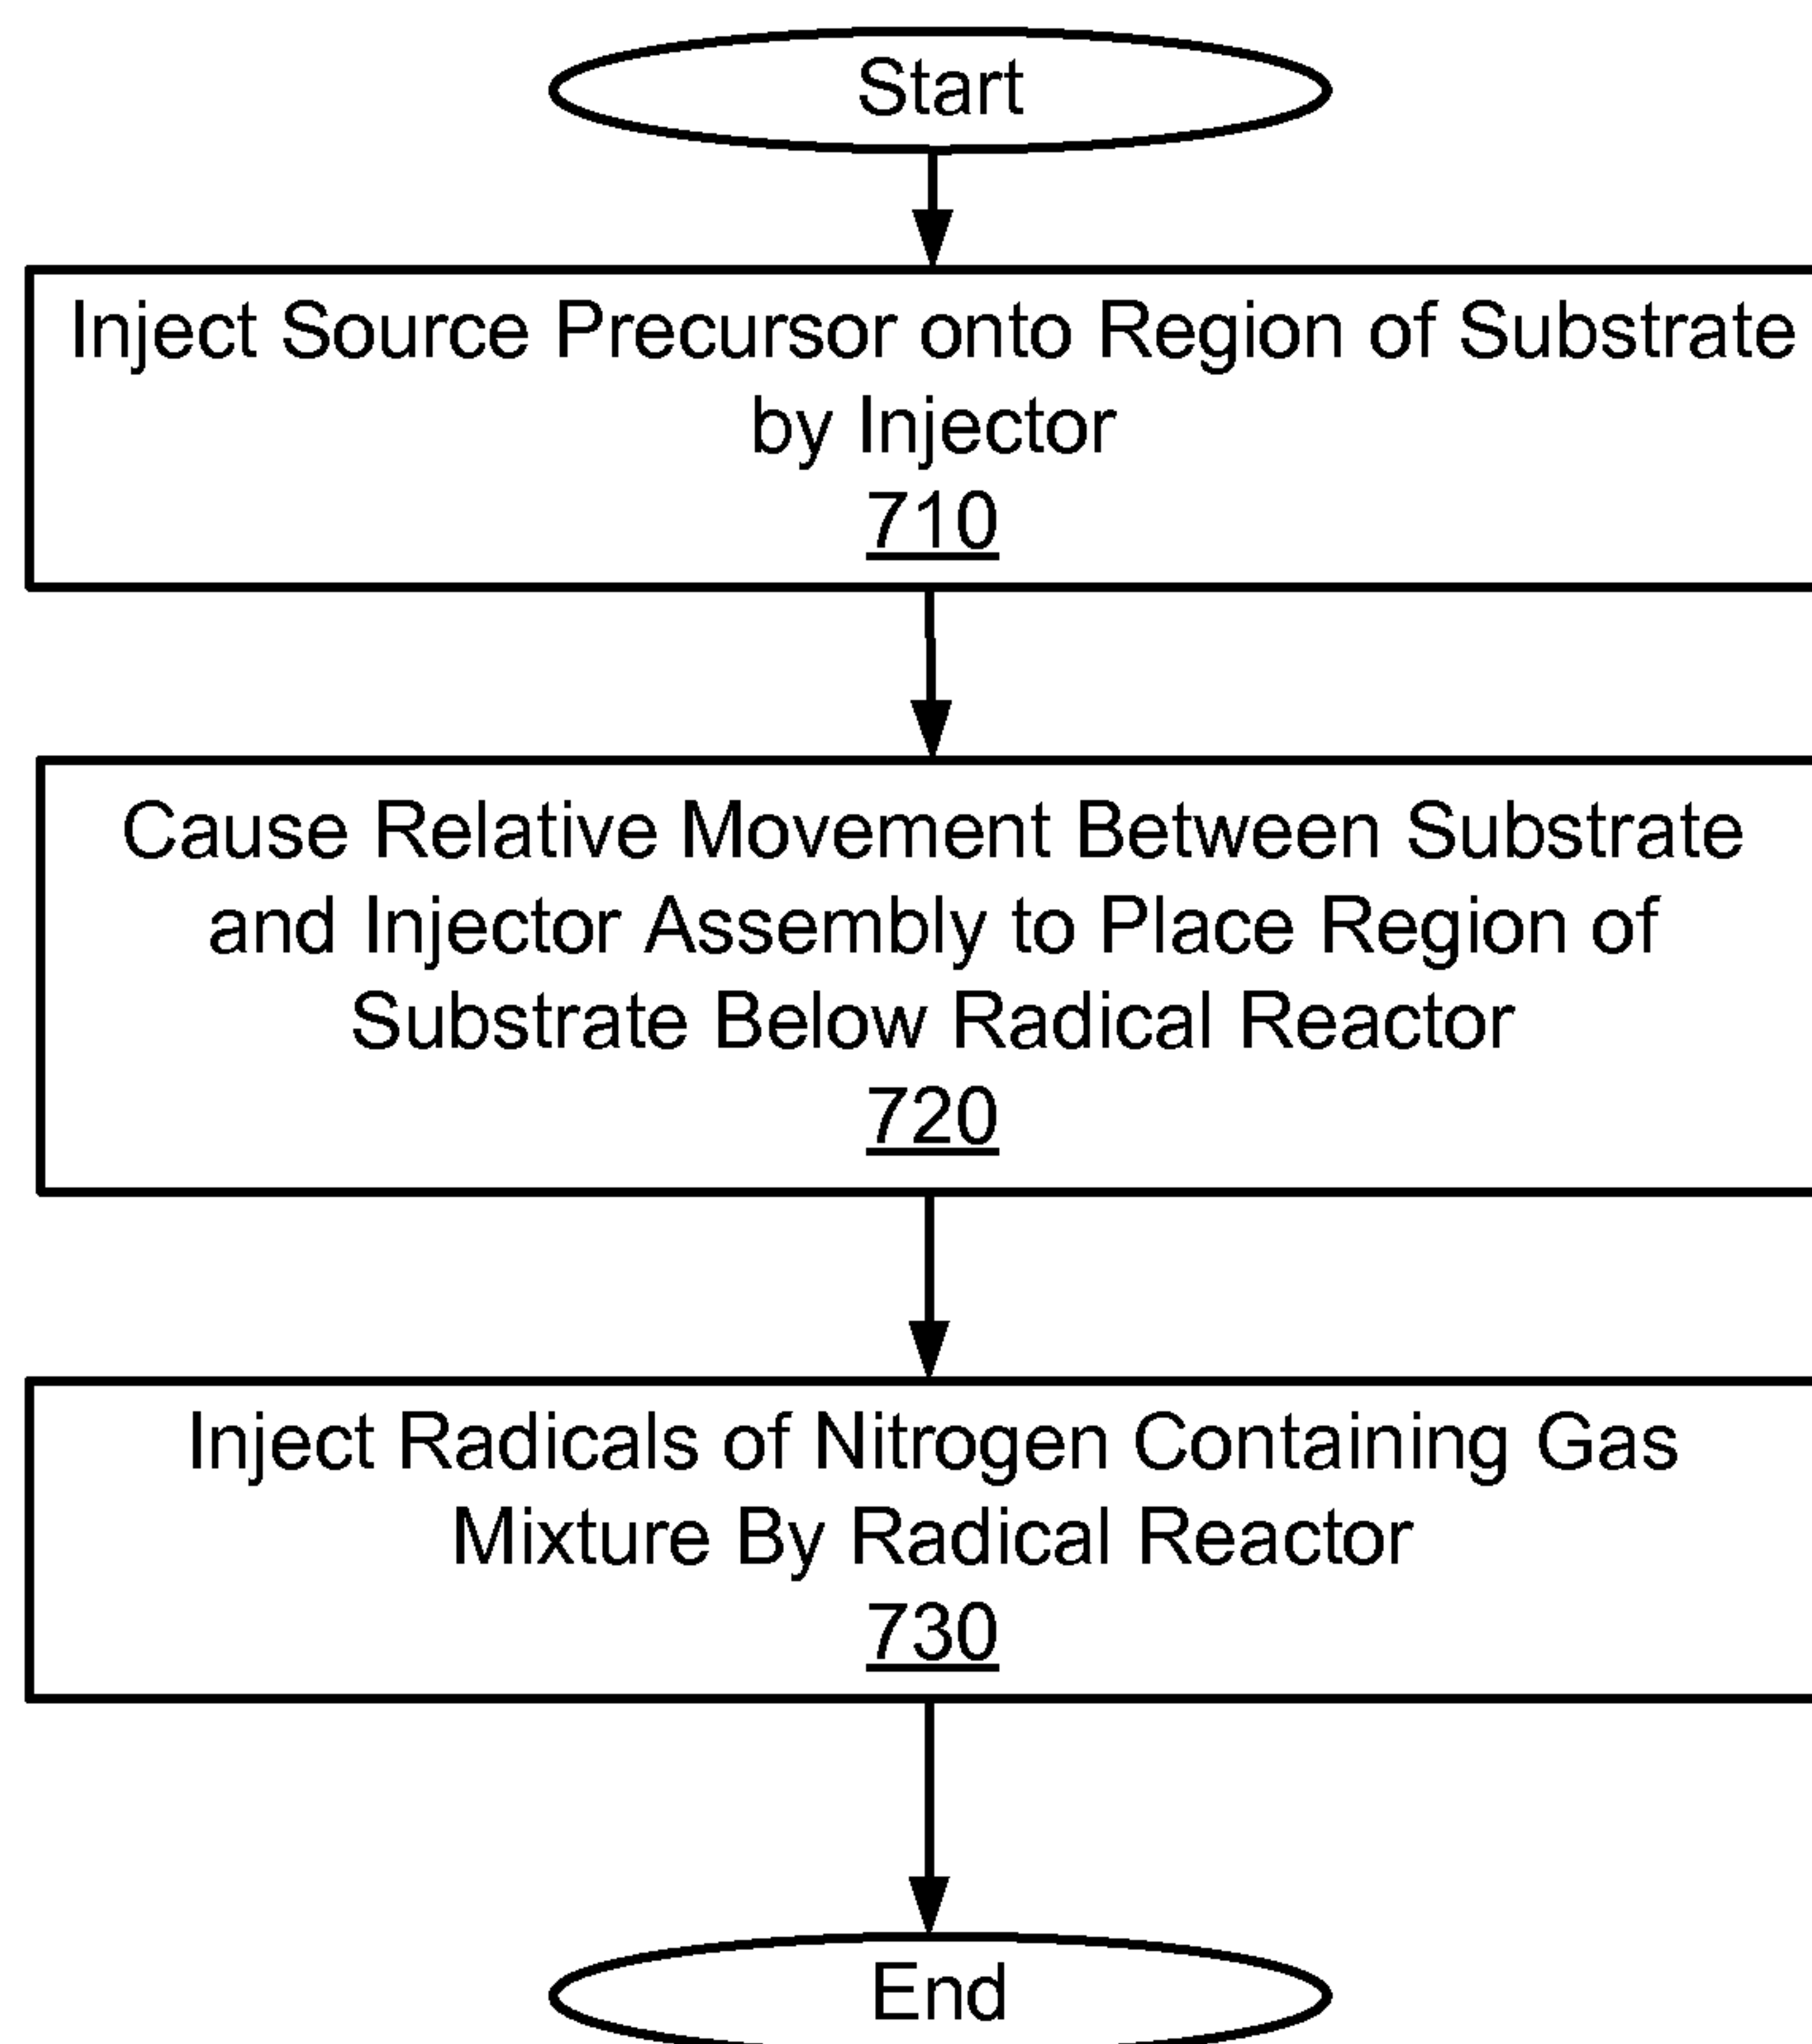 Start
Inject Source Precursor onto Region of Substrate
by Injector
710
Cause Relative Movement Between Substrate
and Injector Assembly to Place Region of
Substrate Below Radical Reactor
720
Inject Radicals of Nitrogen Containing Gas
Mixture By Radical Reactor
730
End